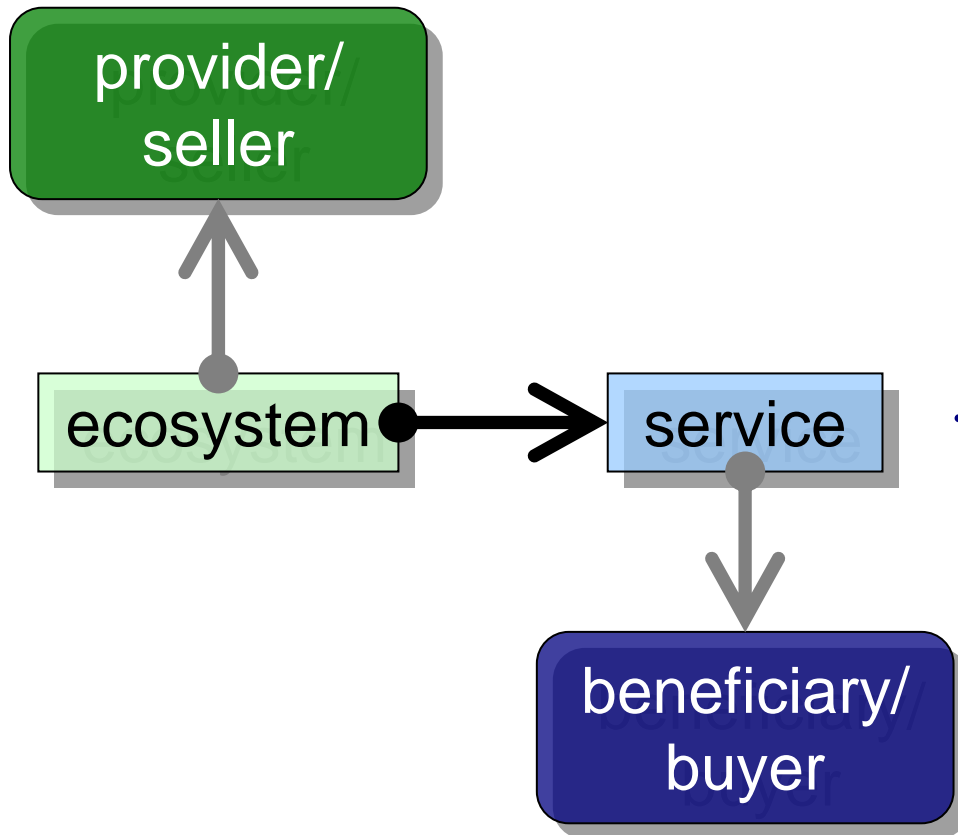 provider/
seller
ecosystem
service
beneficiary/
buyer